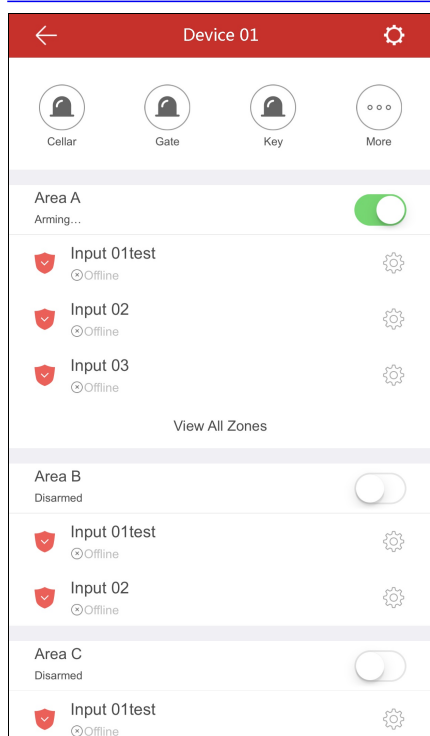 Device 01
Cellar Gate Key More
Area A
Arming...
Input 01test
Offline
Input 02
Offline
Input 03
Offline
View All Zones
Area B
Disarmed
Input 01test
Offline
Input 02
Offline
Area C
Disarmed
Input 01test
Offline